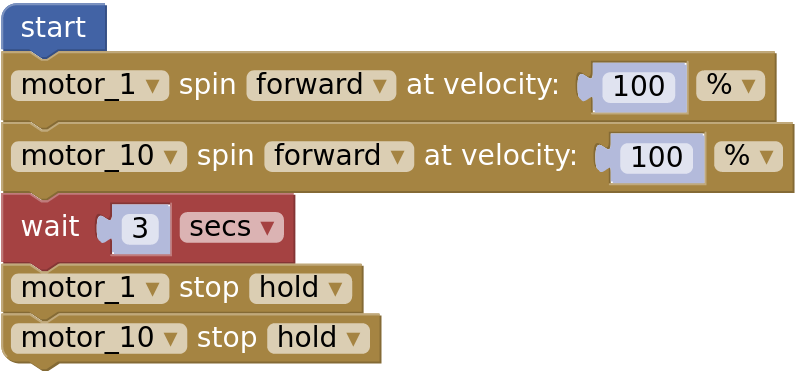 start
motor_1 ▾ spin forward ▾ at velocity: 100 % ▾
motor_10 ▾ spin forward ▾ at velocity: 100 % ▾
wait 3 secs ▾
motor_1 ▾ stop hold ▾
motor_10 ▾ stop hold ▾